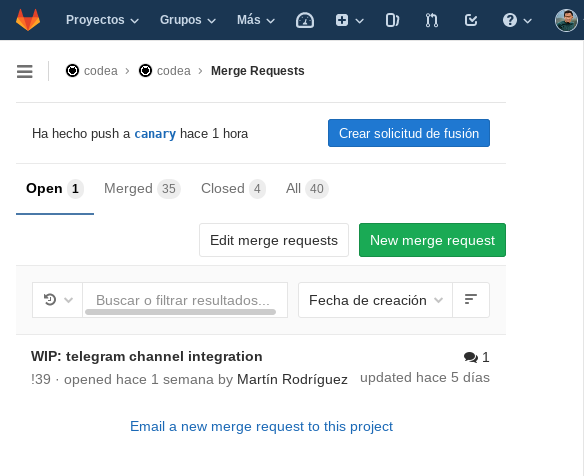 Proyectos Grupos Más
codea › codea › Merge Requests
Ha hecho push a canary hace 1 hora Crear solicitud de fusión
Open 1 Merged 35 Closed 4 All 40
Edit merge requests New merge request
Buscar o filtrar resultados... Fecha de creación
WIP: telegram channel integration 1
!39 · opened hace 1 semana by Martín Rodríguez updated hace 5 días
Email a new merge request to this project